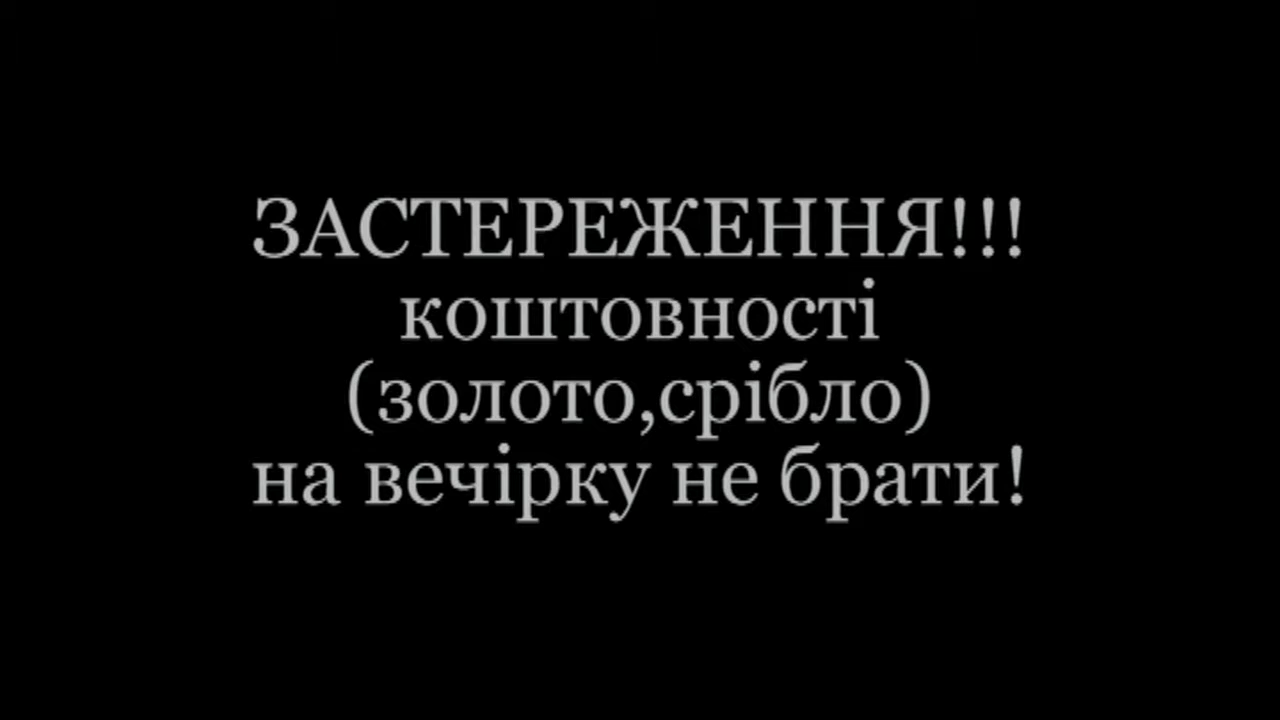 ЗАСТЕРЕЖЕННЯ!!!
коштовності
(золото,срібло)
на вечірку не брати!